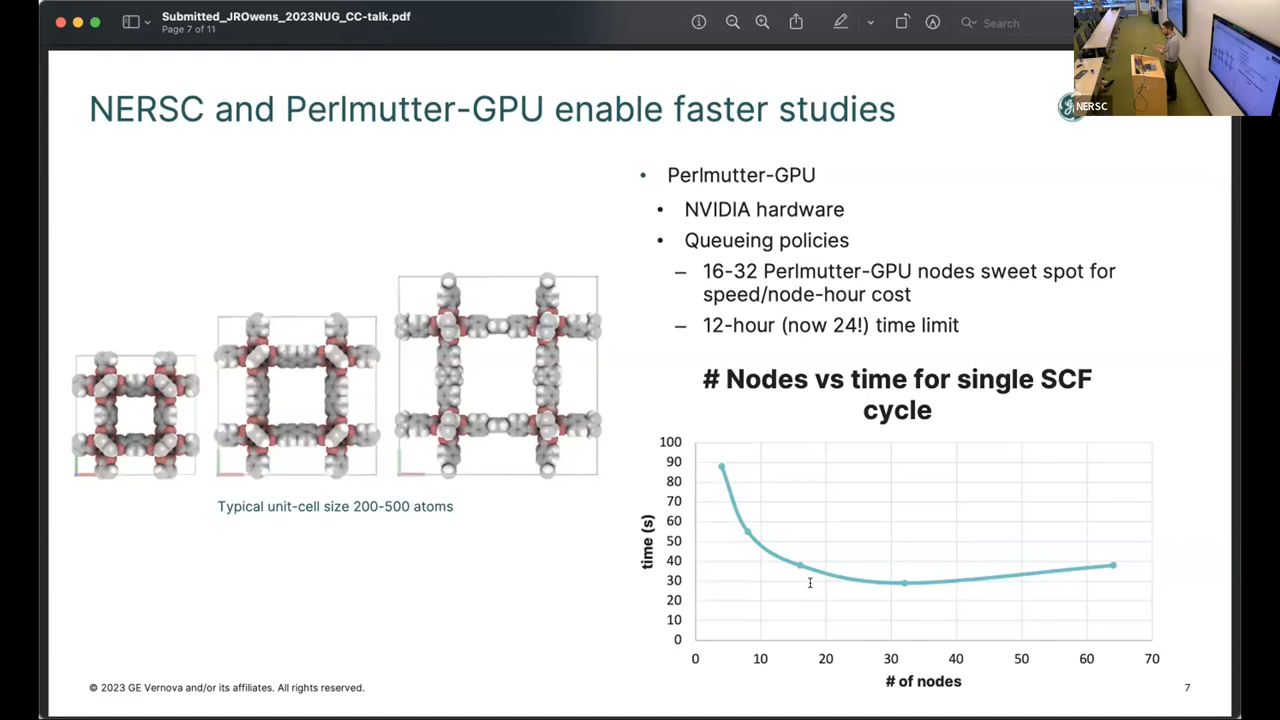 Submitted_JROwens_2023NUG_CC-talk.pdf
Page 7 of 11
Search
NERSC
NERSC and Perlmutter-GPU enable faster studies
• Perlmutter-GPU
• NVIDIA hardware
• Queueing policies
– 16-32 Perlmutter-GPU nodes sweet spot for
speed/node-hour cost
– 12-hour (now 24!) time limit
Typical unit-cell size 200-500 atoms
# Nodes vs time for single SCF
cycle
100
90
80
70
60
50
40
30
20
10
0
time (s)
0 10 20 30 40 50 60 70
# of nodes
© 2023 GE Vernova and/or its affiliates. All rights reserved.
7